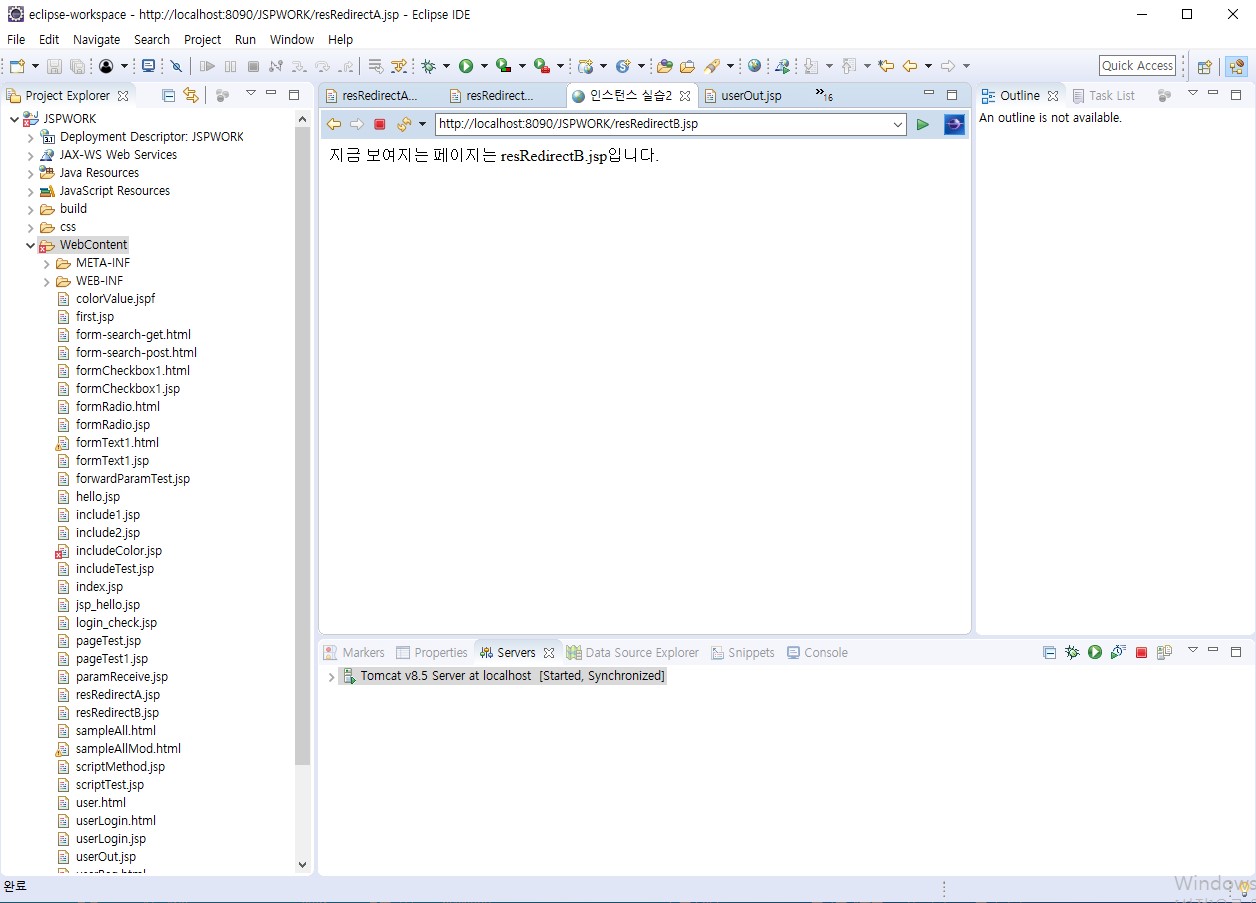 eclipse-workspace - http://localhost:8090/JSPWORK/resRedirectA.jsp - Eclipse IDE
File Edit Navigate Search Project Run Window Help
Quick Access
Project Explorer
JSPWORK
Deployment Descriptor: JSPWORK
JAX-WS Web Services
Java Resources
JavaScript Resources
build
css
WebContent
META-INF
WEB-INF
colorValue.jspf
first.jsp
form-search-get.html
form-search-post.html
formCheckbox1.html
formCheckbox1.jsp
formRadio.html
formRadio.jsp
formText1.html
formText1.jsp
forwardParamTest.jsp
hello.jsp
include1.jsp
include2.jsp
includeColor.jsp
includeTest.jsp
index.jsp
jsp_hello.jsp
login_check.jsp
pageTest.jsp
pageTest1.jsp
paramReceive.jsp
resRedirectA.jsp
resRedirectB.jsp
sampleAll.html
sampleAllMod.html
scriptMethod.jsp
scriptTest.jsp
user.html
userLogin.html
userLogin.jsp
userOut.jsp
resRedirectA... resRedirect... 인스턴스 실습2 userOut.jsp »16
http://localhost:8090/JSPWORK/resRedirectB.jsp
지금 보여지는 페이지는 resRedirectB.jsp입니다.
Outline Task List
An outline is not available.
Markers Properties Servers Data Source Explorer Snippets Console
Tomcat v8.5 Server at localhost [Started, Synchronized]
완료
Windows